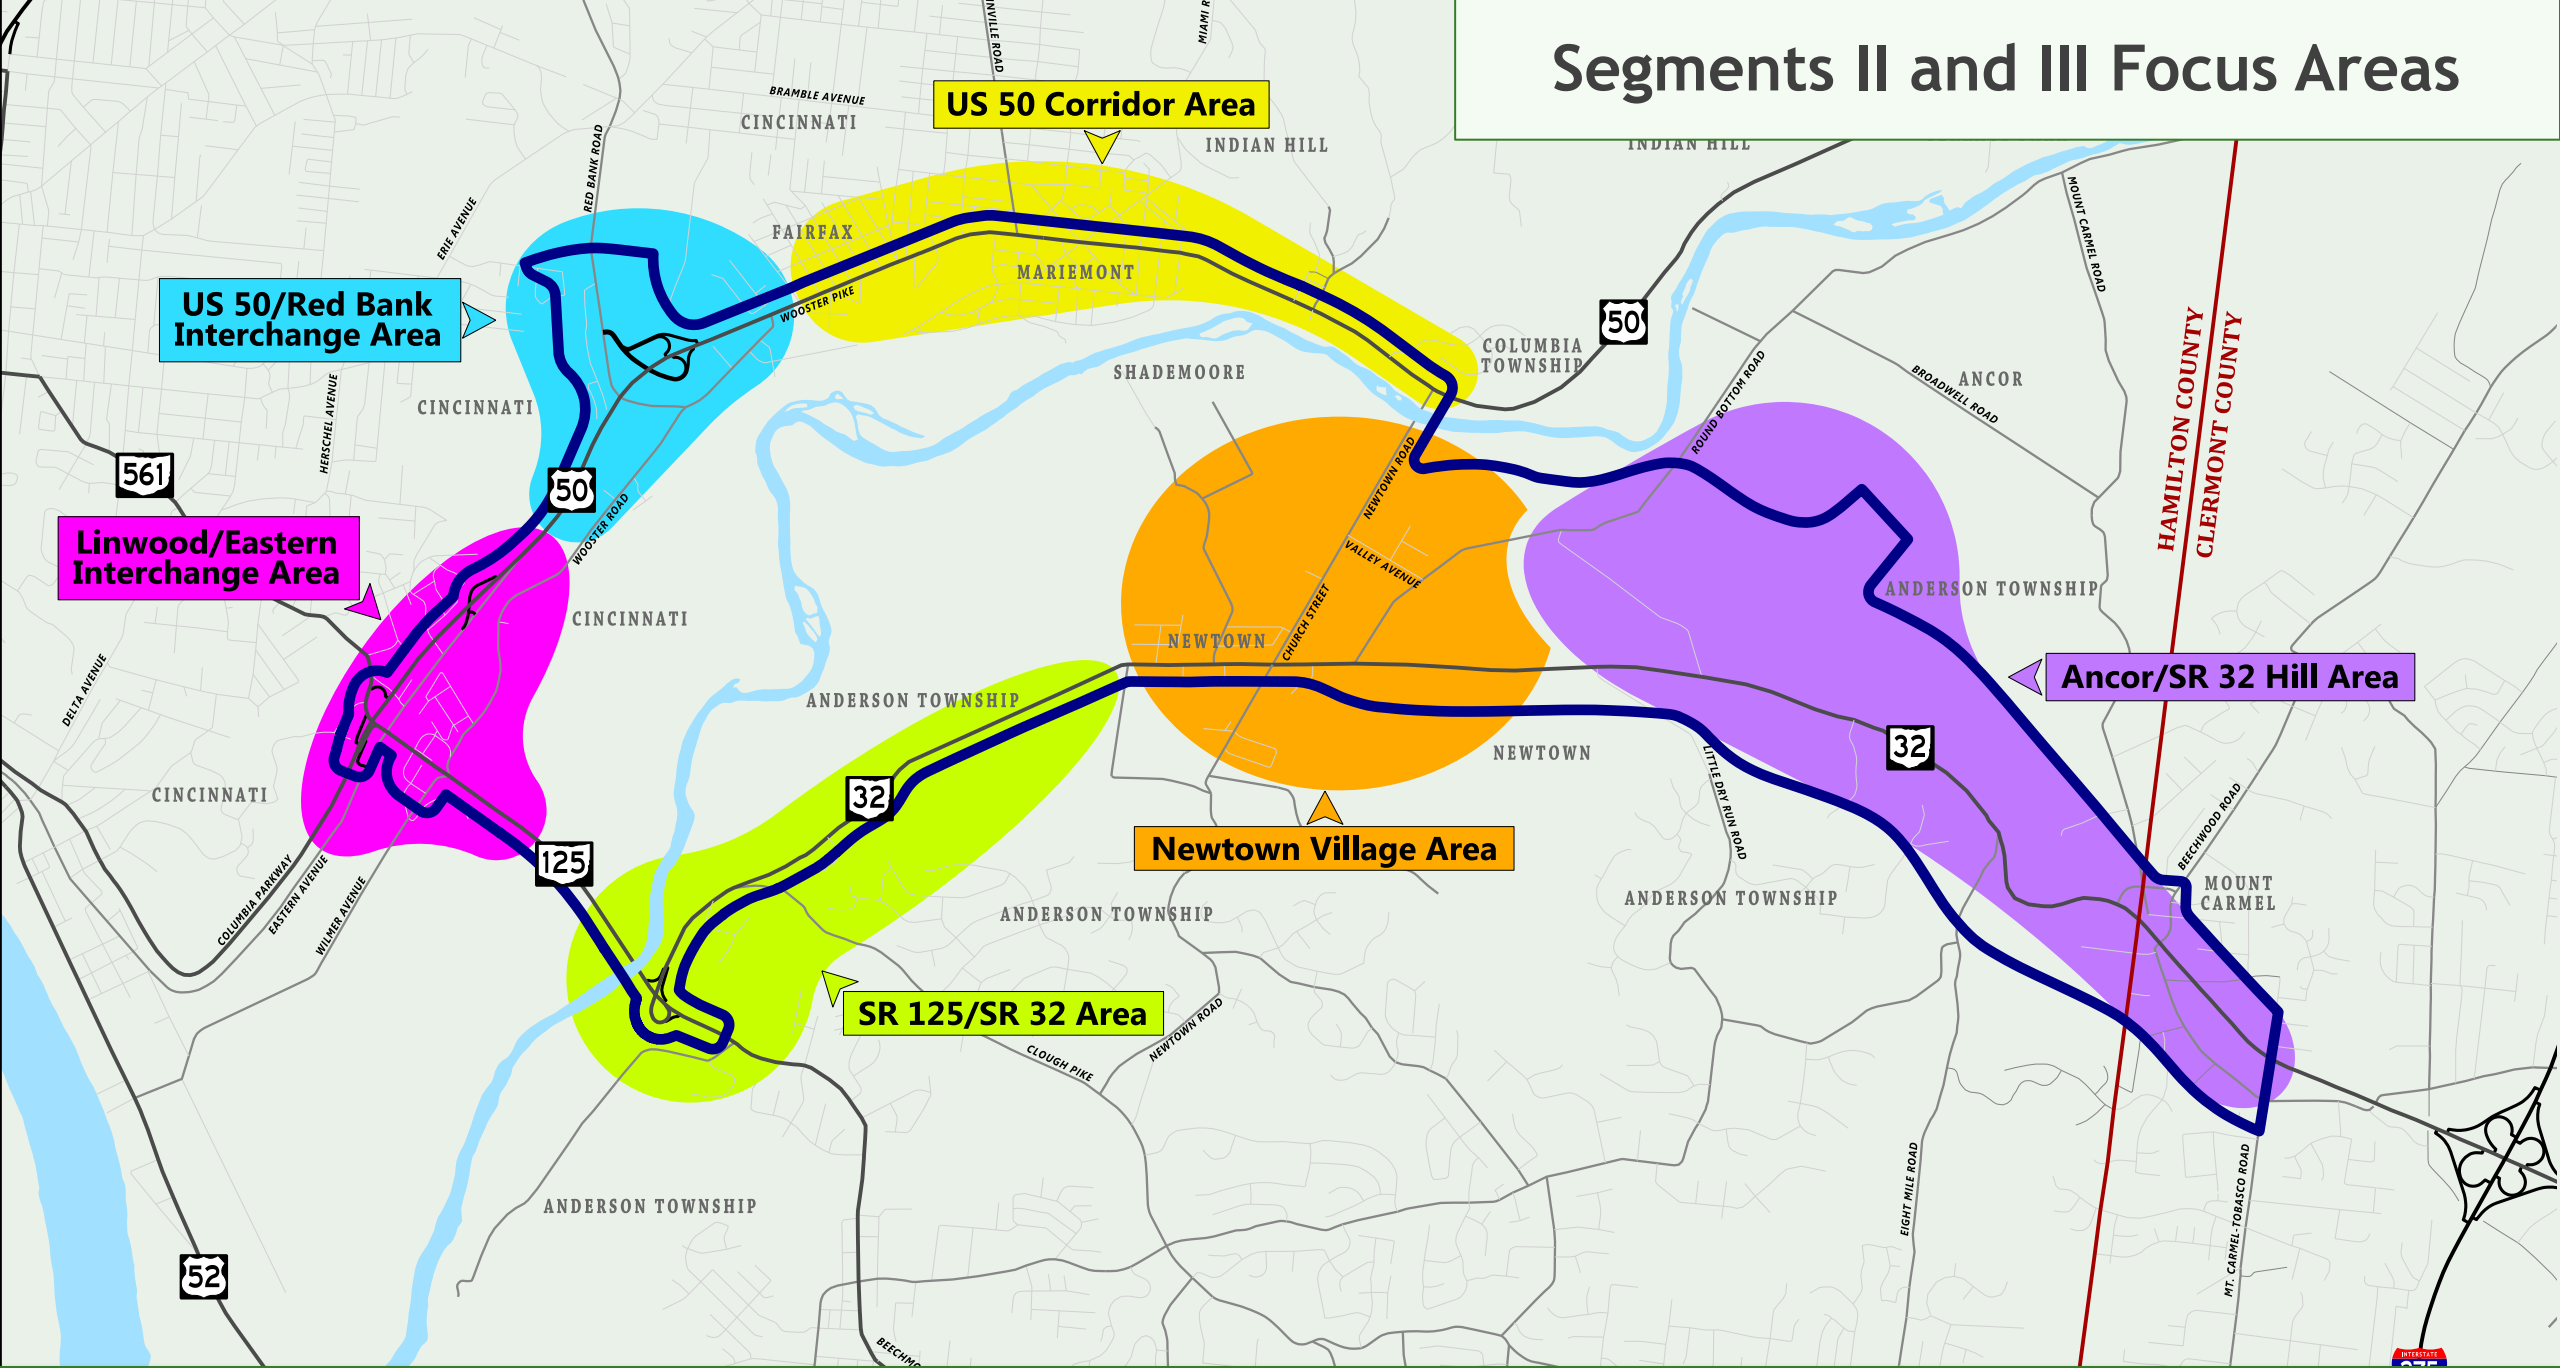 Segments II and III Focus Areas
MIAMI R
NVILLE ROAD
BRAMBLE AVENUE
CINCINNATI
US 50 Corridor Area
INDIAN HILL
INDIAN HILL
RED BANK ROAD
ERIE AVENUE
FAIRFAX
MARIEMONT
WOOSTER PIKE
US 50/Red Bank
Interchange Area
MOUNT CARMEL ROAD
HAMILTON COUNTY
CLERMONT COUNTY
50
COLUMBIA
TOWNSHIP
SHADEMOORE
ROUND BOTTOM ROAD
BROADWELL ROAD
ANCOR
HERSCHEL AVENUE
CINCINNATI
561
50
WOOSTER ROAD
NEWTOWN ROAD
VALLEY AVENUE
CHURCH STREET
Linwood/Eastern
Interchange Area
CINCINNATI
ANDERSON TOWNSHIP
NEWTOWN
DELTA AVENUE
ANDERSON TOWNSHIP
Ancor/SR 32 Hill Area
32
NEWTOWN
LITTLE DRY RUN ROAD
CINCINNATI
32
BEECHWOOD ROAD
Newtown Village Area
125
MOUNT
CARMEL
COLUMBIA PARKWAY
EASTERN AVENUE
WILMER AVENUE
ANDERSON TOWNSHIP
ANDERSON TOWNSHIP
SR 125/SR 32 Area
NEWTOWN ROAD
CLOUGH PIKE
EIGHT MILE ROAD
MT. CARMEL-TOBASCO ROAD
ANDERSON TOWNSHIP
52
BEECHMO
INTERSTATE
275